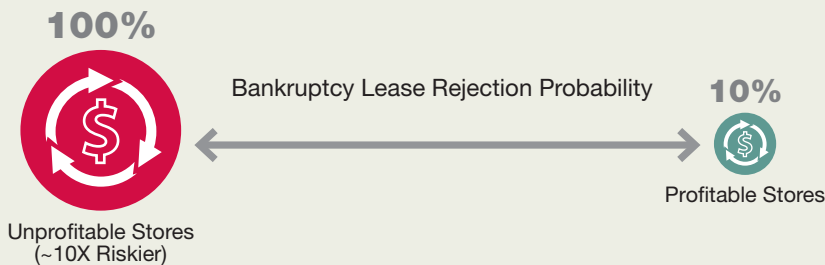 100%
Bankruptcy Lease Rejection Probability
10%
$
$
Profitable Stores
Unprofitable Stores
(~10X Riskier)